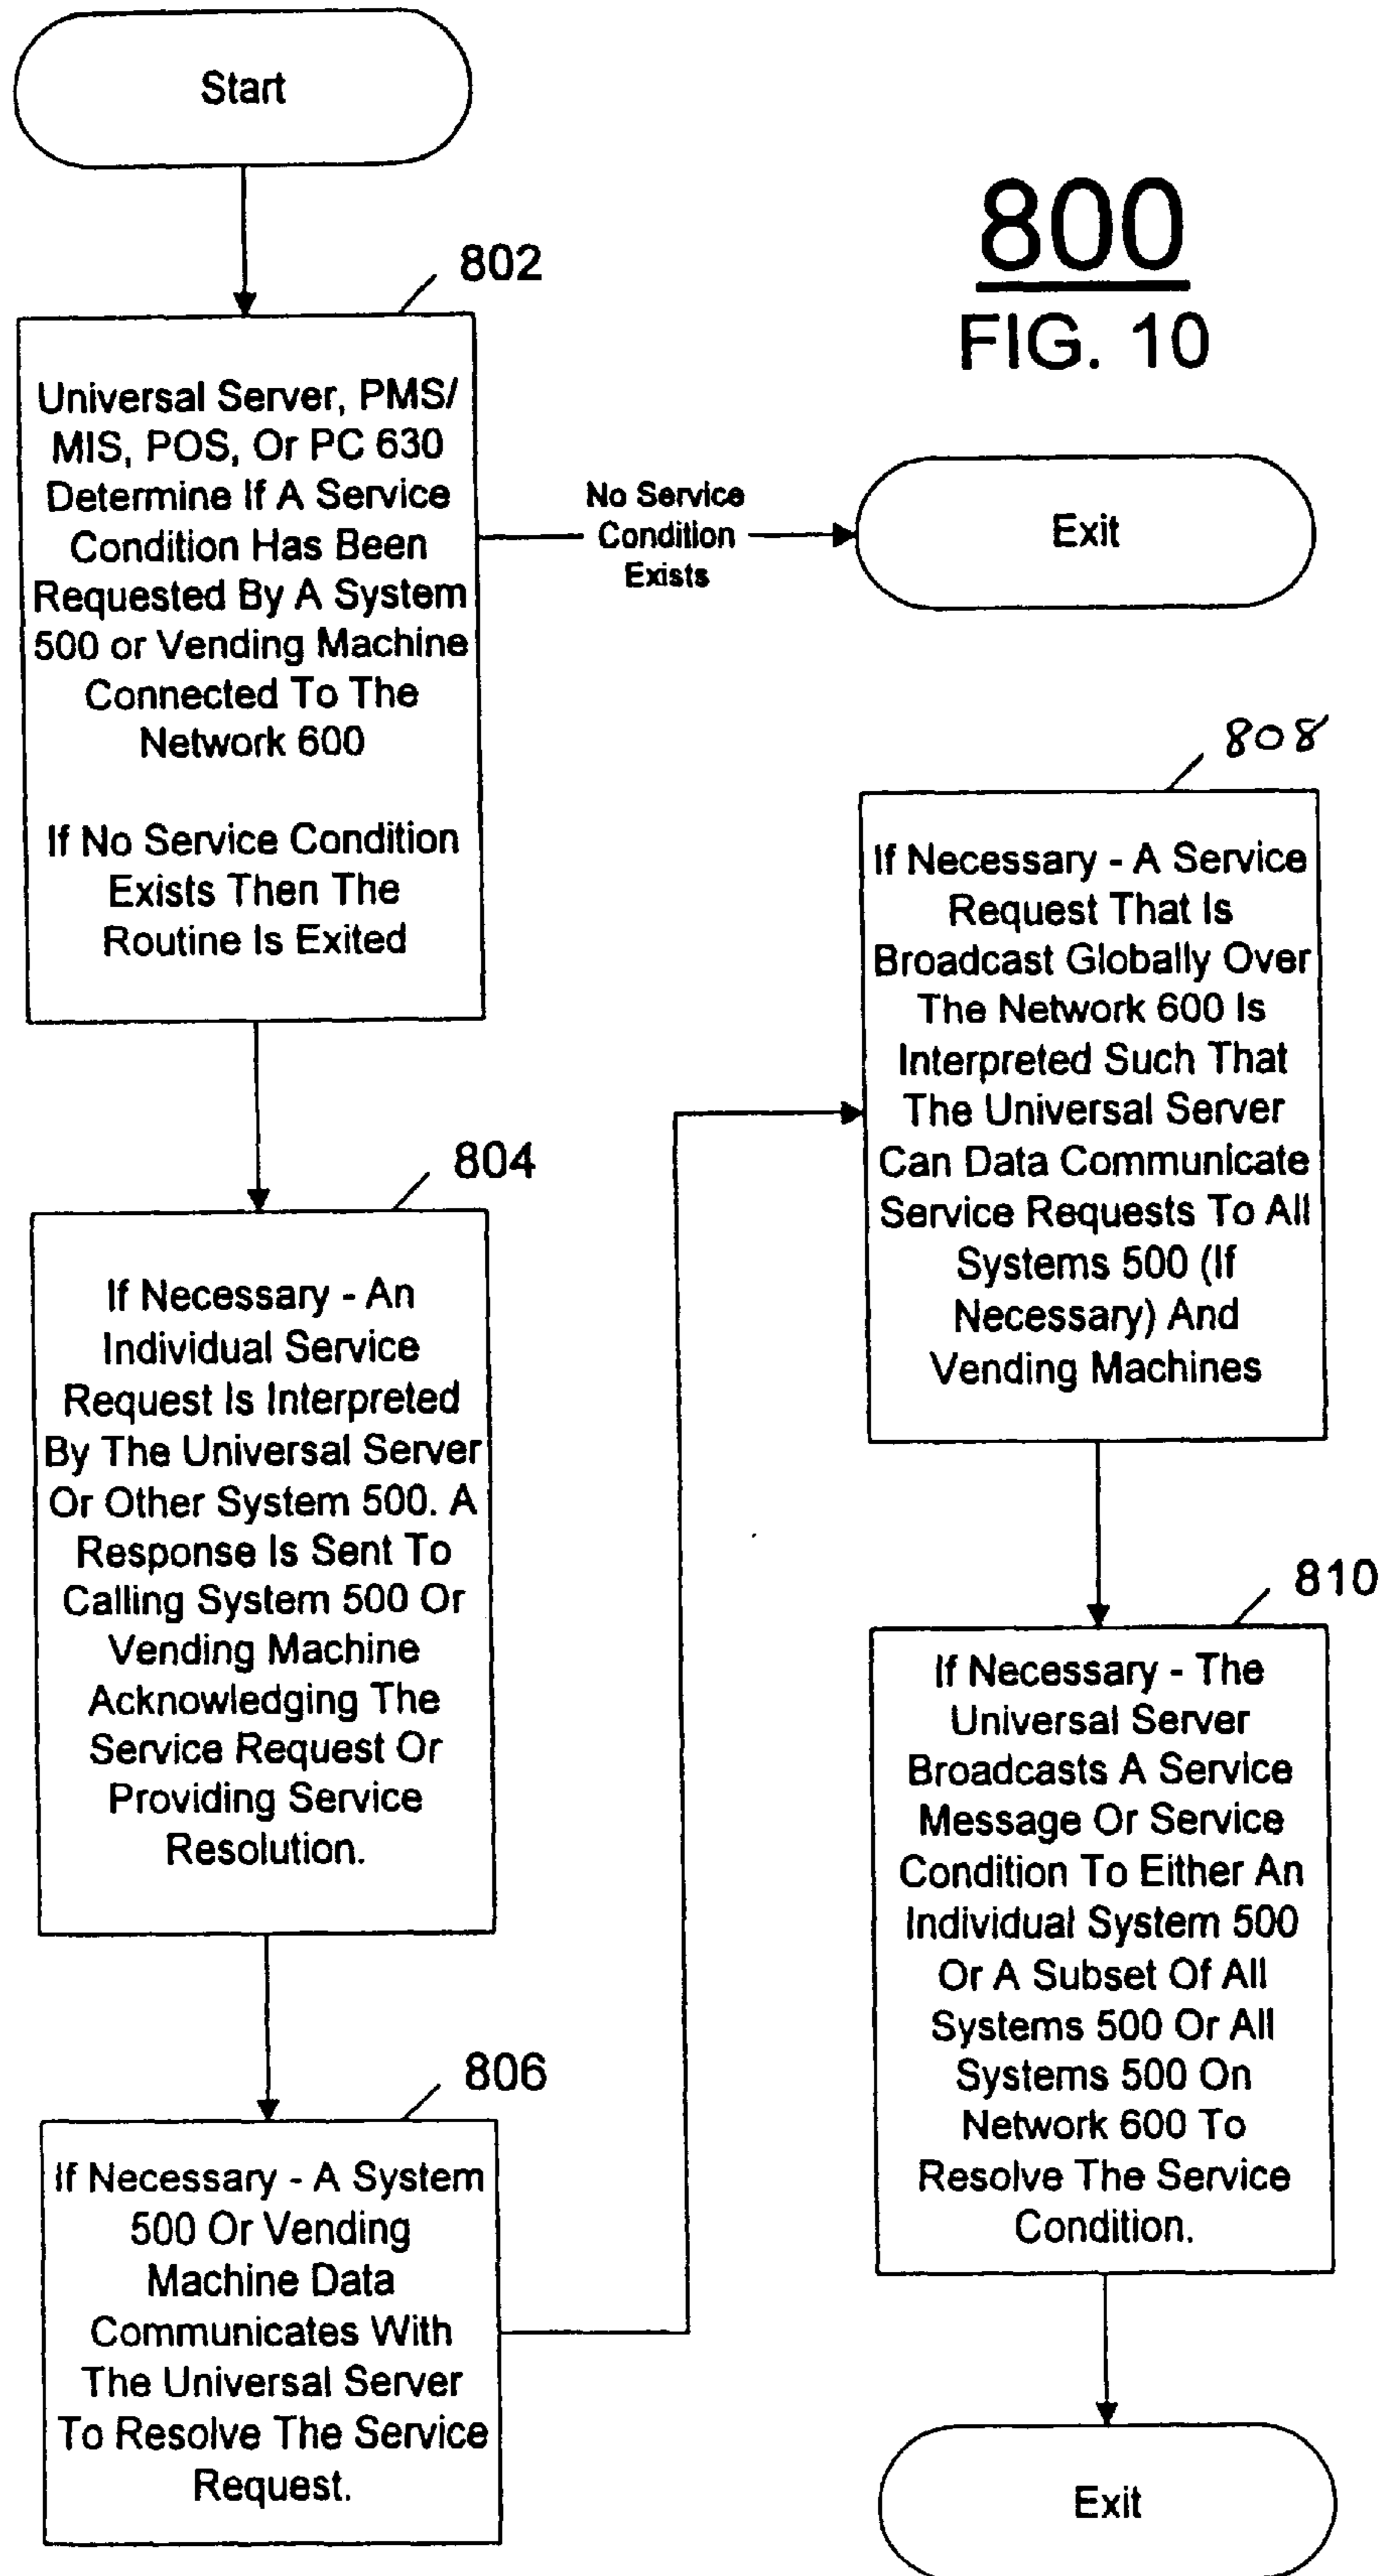 Start
800
FIG. 10
802
Universal Server, PMS/
MIS, POS, Or PC 630
Determine If A Service
Condition Has Been
Requested By A System
500 or Vending Machine
Connected To The
Network 600
If No Service Condition
Exists Then The
Routine Is Exited
No Service
Condition
Exists
Exit
804
If Necessary - An
Individual Service
Request Is Interpreted
By The Universal Server
Or Other System 500. A
Response Is Sent To
Calling System 500 Or
Vending Machine
Acknowledging The
Service Request Or
Providing Service
Resolution.
806
If Necessary - A System
500 Or Vending
Machine Data
Communicates With
The Universal Server
To Resolve The Service
Request.
808
If Necessary - A Service
Request That Is
Broadcast Globally Over
The Network 600 Is
Interpreted Such That
The Universal Server
Can Data Communicate
Service Requests To All
Systems 500 (If
Necessary) And
Vending Machines
810
If Necessary - The
Universal Server
Broadcasts A Service
Message Or Service
Condition To Either An
Individual System 500
Or A Subset Of All
Systems 500 Or All
Systems 500 On
Network 600 To
Resolve The Service
Condition.
Exit